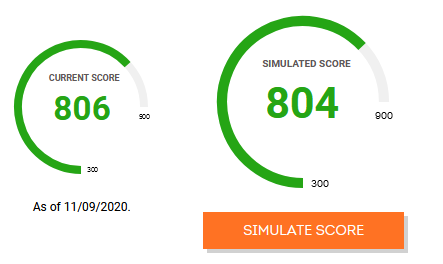 CURRENT SCORE
806
900
300
As of 11/09/2020.
SIMULATED SCORE
804
900
300
SIMULATE SCORE